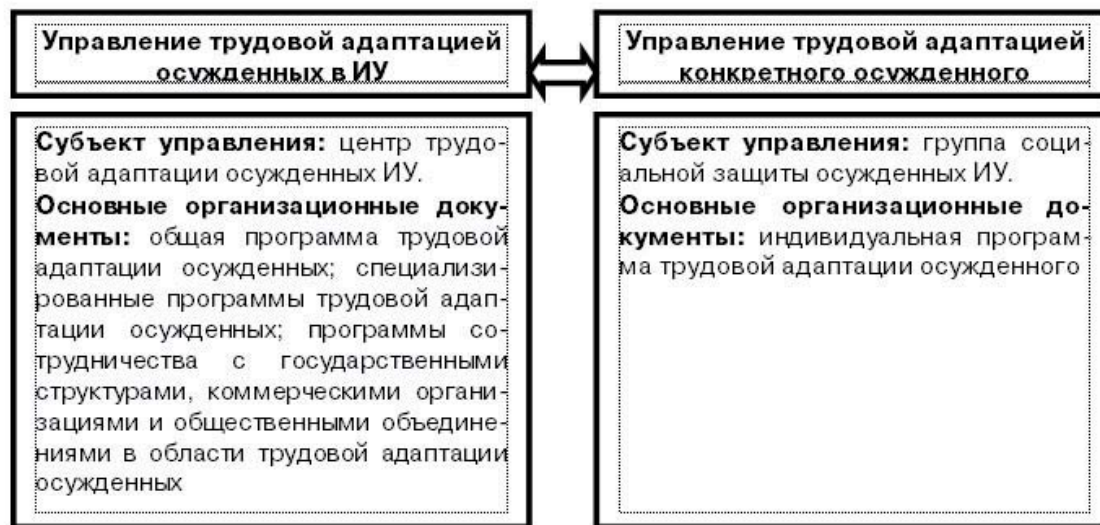 Управление трудовой адаптацией
осужденных в ИУ
Управление трудовой адаптацией
конкретного осужденного
Субъект управления: центр трудо-
вой адаптации осужденных ИУ.
Основные организационные доку-
менты: общая программа трудовой
адаптации осужденных; специализи-
рованные программы трудовой адап-
тации осужденных; программы со-
трудничества с государственными
структурами, коммерческими органи-
зациями и общественными объедине-
ниями в области трудовой адаптации
осужденных
Субъект управления: группа соци-
альной защиты осужденных ИУ.
Основные организационные до-
кументы: индивидуальная програм-
ма трудовой адаптации осужденного